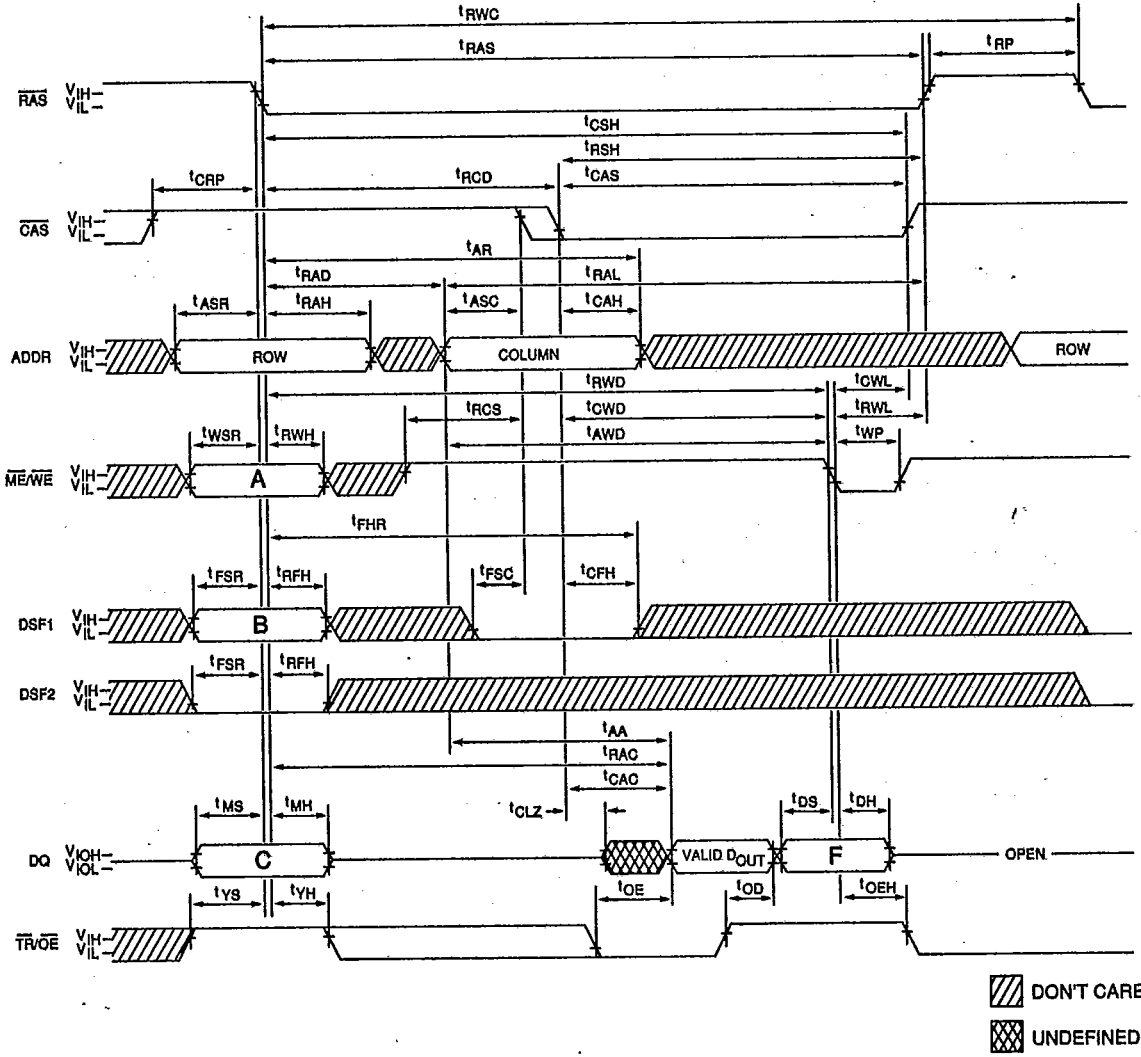 tRWC
tRAS
tRP
RAS VIH
VIL
tCSH
tRSH
tCRP
tRCD
tCAS
CAS VIH
VIL
tAR
tRAD
tRAL
tASR
tRAH
tASC
tCAH
ADDR VIH
VIL
ROW
COLUMN
ROW
tRWD
tCWL
tRCS
tCWD
tRWL
tWSR
tRWH
tAWD
tWP
ME/WE VIH
VIL
A
tFHR
tFSR
tRFH
tFSC
tCFH
DSF1 VIH
VIL
B
tFSR
tRFH
DSF2 VIH
VIL
tAA
tRAC
tCAC
tCLZ
tMS
tMH
tDS
tDH
DQ VIOH
VIOL
C
VALID DOUT
F
OPEN
tYS
tYH
tOE
tOD
tOEH
TR/OE VIH
VIL
DON'T CARE
UNDEFINED